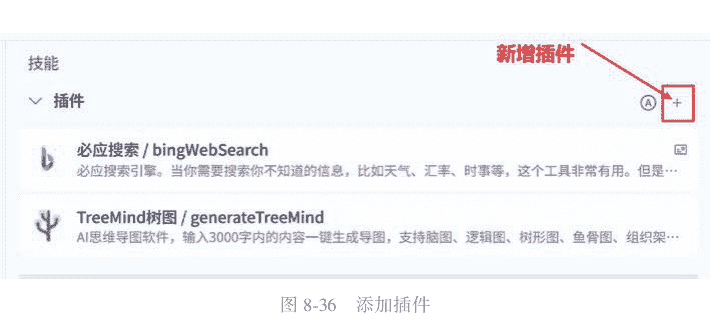 新增插件
技能
插件
A +
必应搜索 / bingWebSearch
必应搜索引擎。当你需要搜索你不知道的信息，比如天气、汇率、时事等，这个工具非常有用。但是…
TreeMind树图 / generateTreeMind
AI思维导图软件，输入3000字内的内容一键生成导图，支持脑图、逻辑图、树形图、鱼骨图、组织架…
图 8-36 添加插件